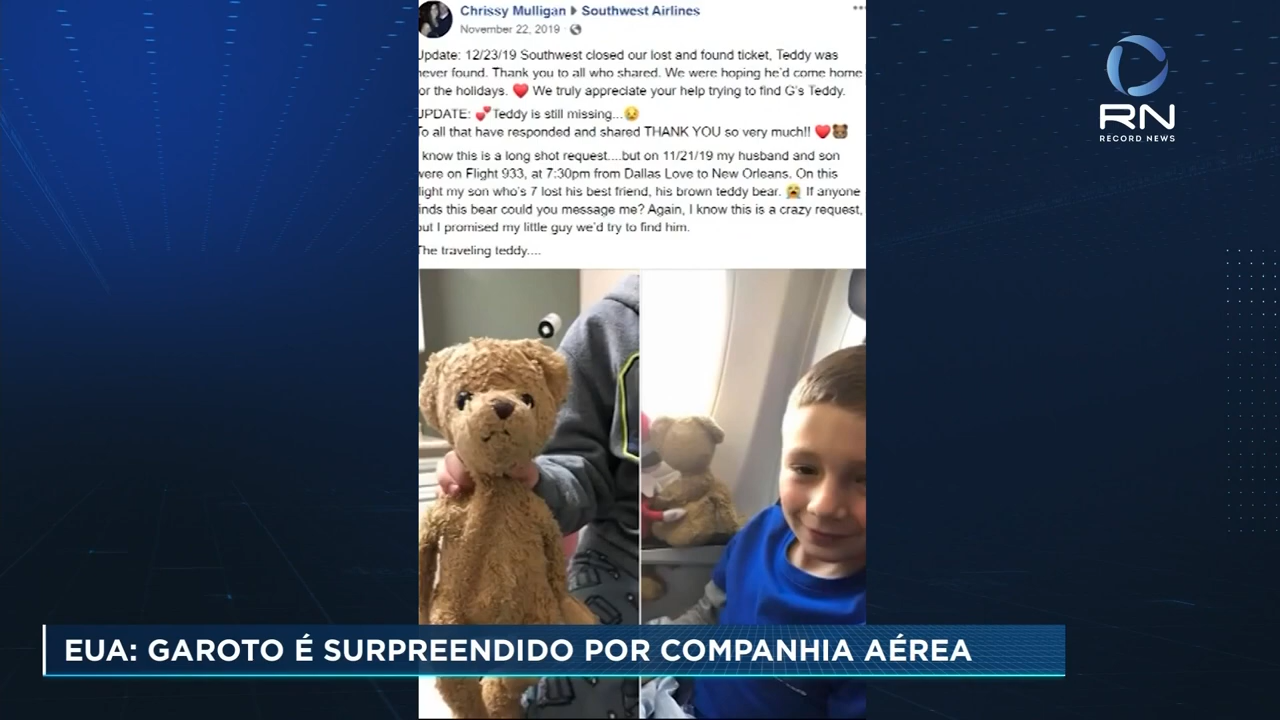 Chrissy Mulligan ▸ Southwest Airlines
November 22, 2019 ·
Update: 12/23/19 Southwest closed our lost and found ticket, Teddy was
never found. Thank you to all who shared. We were hoping he'd come home
for the holidays. ❤️ We truly appreciate your help trying to find G's Teddy.
UPDATE: 💕Teddy is still missing...😢
To all that have responded and shared THANK YOU so very much!! ❤️🐻
I know this is a long shot request....but on 11/21/19 my husband and son
were on Flight 933, at 7:30pm from Dallas Love to New Orleans. On this
flight my son who's 7 lost his best friend, his brown teddy bear. 😭 If anyone
finds this bear could you message me? Again, I know this is a crazy request,
but I promised my little guy we'd try to find him.
The traveling teddy....
RN
RECORD NEWS
EUA: GAROTO É SURPREENDIDO POR COMPANHIA AÉREA